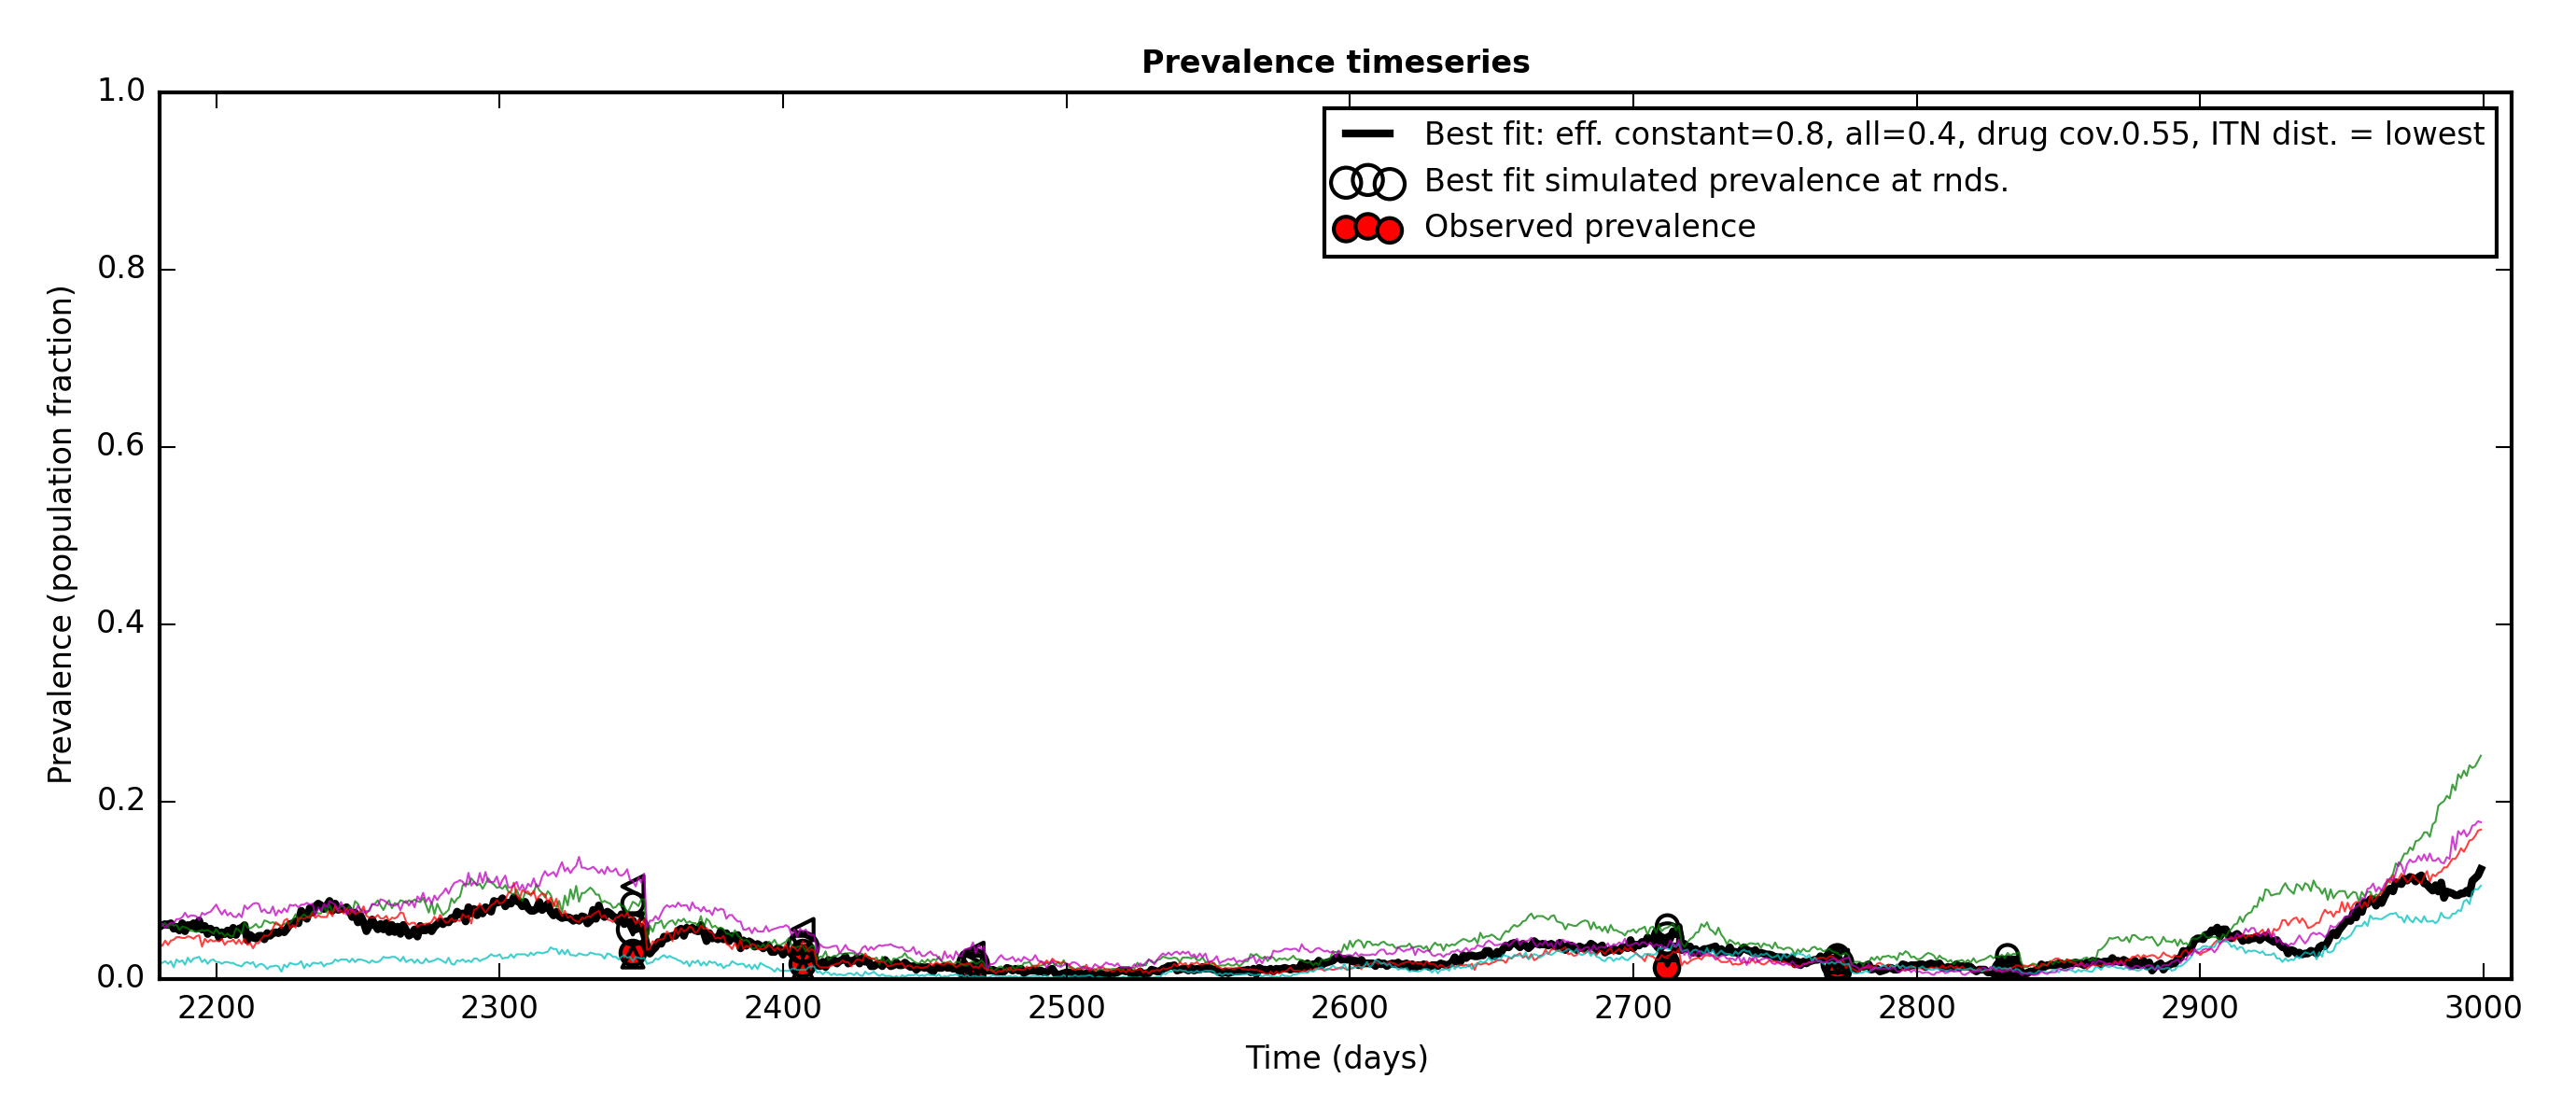 Prevalence timeseries
1.0
Best fit: eff. constant=0.8, all=0.4, drug cov.0.55, ITN dist. = lowest
Best fit simulated prevalence at rnds.
Observed prevalence
0.8
0.6
0.4
0.2
0.0
Prevalence (population fraction)
2200 2300 2400 2500 2600 2700 2800 2900 3000
Time (days)